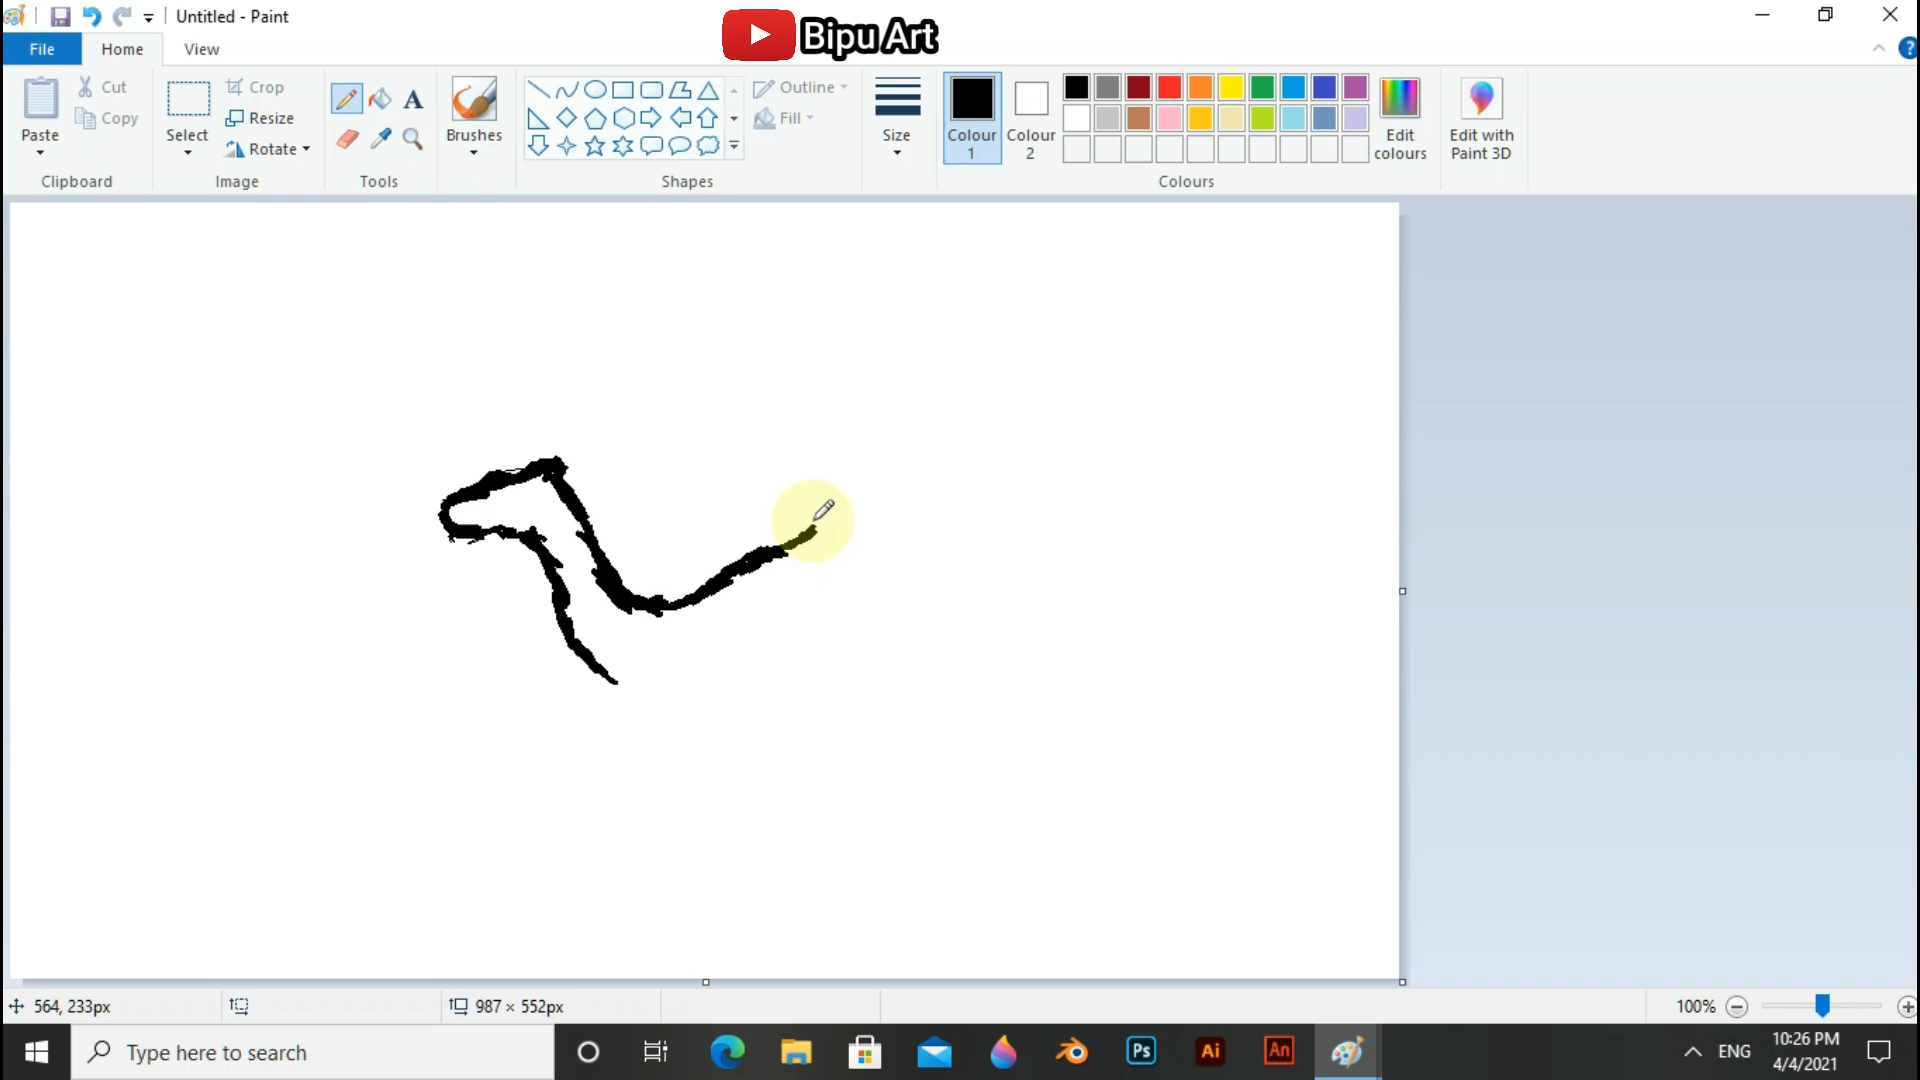 Untitled - Paint
Bipu Art
File
Home
View
?
Paste
Cut
Copy
Clipboard
Select
Crop
Resize
Rotate
Image
A
Tools
Brushes
Shapes
Outline
Fill
Size
Colour
1
Colour
2
Colours
Edit
colours
Edit with
Paint 3D
564, 233px
987 × 552px
100%
Type here to search
Ps
Ai
An
ENG
10:26 PM
4/4/2021